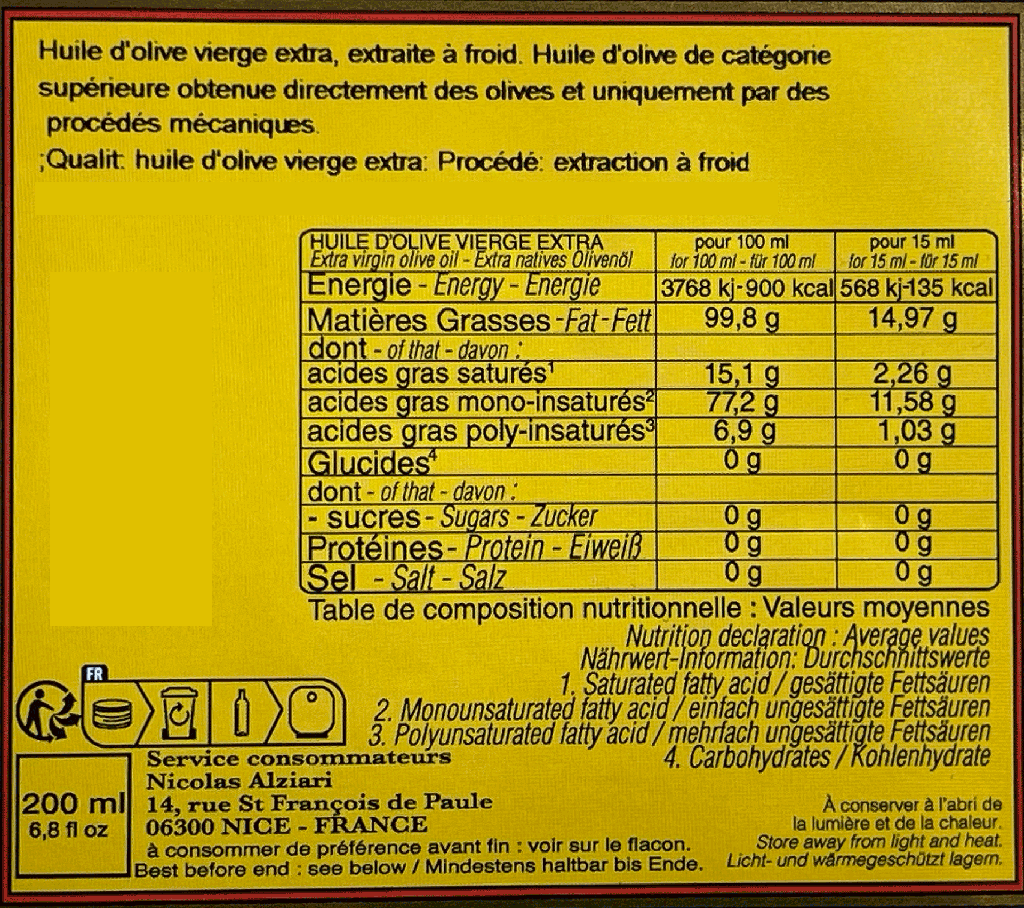 Huile d'olive vierge extra, extraite à froid. Huile d'olive de catégorie
supérieure obtenue directement des olives et uniquement par des
procédés mécaniques.
;Qualit: huile d'olive vierge extra: Procédé: extraction à froid
HUILE D'OLIVE VIERGE EXTRA pour 100 ml pour 15 ml
Extra virgin olive oil - Extra natives Olivenöl for 100 ml - für 100 ml for 15 ml - für 15 ml
Energie - Energy - Energie 3768 kj-900 kcal 568 kj-135 kcal
Matières Grasses - Fat - Fett 99,8 g 14,97 g
dont - of that - davon :
acides gras saturés¹ 15,1 g 2,26 g
acides gras mono-insaturés² 77,2 g 11,58 g
acides gras poly-insaturés³ 6,9 g 1,03 g
Glucides⁴ 0 g 0 g
dont - of that - davon :
- sucres - Sugars - Zucker 0 g 0 g
Protéines - Protein - Eiweiß 0 g 0 g
Sel - Salt - Salz 0 g 0 g
Table de composition nutritionnelle : Valeurs moyennes
Nutrition declaration : Average values
Nährwert-Information: Durchschnittswerte
1. Saturated fatty acid / gesättigte Fettsäuren
2. Monounsaturated fatty acid / einfach ungesättigte Fettsäuren
3. Polyunsaturated fatty acid / mehrfach ungesättigte Fettsäuren
4. Carbohydrates / Kohlenhydrate
FR
Service consommateurs
Nicolas Alziari
14, rue St François de Paule
06300 NICE - FRANCE
200 ml
6,8 fl oz
à consommer de préférence avant fin : voir sur le flacon.
Best before end : see below / Mindestens haltbar bis Ende.
À conserver à l'abri de
la lumière et de la chaleur.
Store away from light and heat.
Licht- und wärmegeschützt lagern.